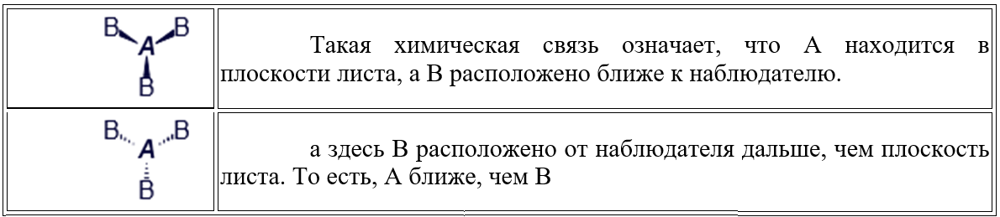 B B
A
B
Такая химическая связь означает, что А находится в
плоскости листа, а В расположено ближе к наблюдателю.
B B
A
B
а здесь В расположено от наблюдателя дальше, чем плоскость
листа. То есть, А ближе, чем В